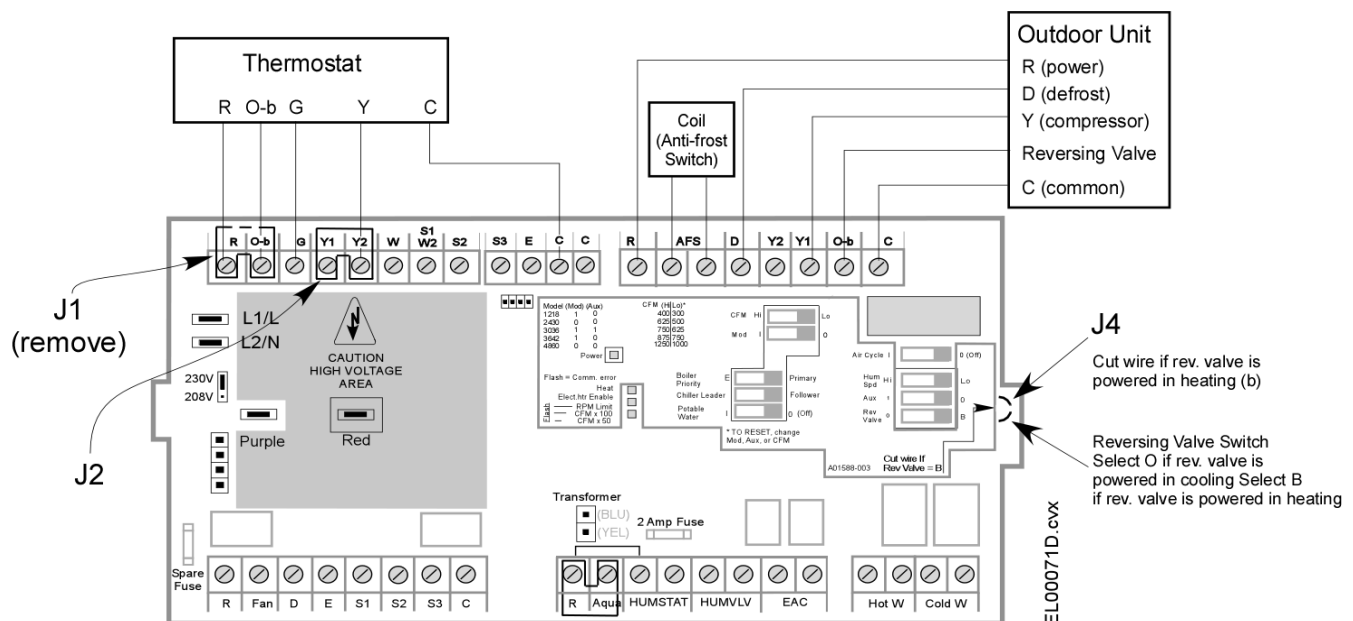 Thermostat
R O-b G Y C
Outdoor Unit
R (power)
D (defrost)
Y (compressor)
Reversing Valve
C (common)
Coil
(Anti-frost
Switch)
R O-b G Y1 Y2 W S1 W2 S2 S3 E C C
R AFS D Y2 Y1 O-b C
J1
(remove)
J2
L1/L
L2/N
230V
208V
Purple
CAUTION
HIGH VOLTAGE
AREA
Red
Model (Mod) (Aux)
1218 1 0
2430 0 0
3036 1 1
3642 1 0
4860 0 0
CFM (Hi|Lo)*
400|300
625|500
750|625
875|750
1250|1000
Power
Flash = Comm. error
Heat
Elect.htr Enable
Flash
RPM Limit
CFM x 100
CFM x 50
CFM Hi Lo
Mod I 0
Boiler Priority E Primary
Chiller Leader Follower
Potable Water I 0 (Off)
* TO RESET, change
Mod, Aux, or CFM
Air Cycle I 0 (Off)
Hum Spd Hi Lo
Aux I 0
Rev Valve o B
A01588-003
Cut wire If
Rev Valve = B
J4
Cut wire if rev. valve is
powered in heating (b)
Reversing Valve Switch
Select O if rev. valve is
powered in cooling Select B
if rev. valve is powered in heating
Transformer
(BLU)
(YEL)
2 Amp Fuse
Spare
Fuse
R Fan D E S1 S2 S3 C
R Aqua HUMSTAT HUMVLV EAC
Hot W Cold W
EL00071D.cvx